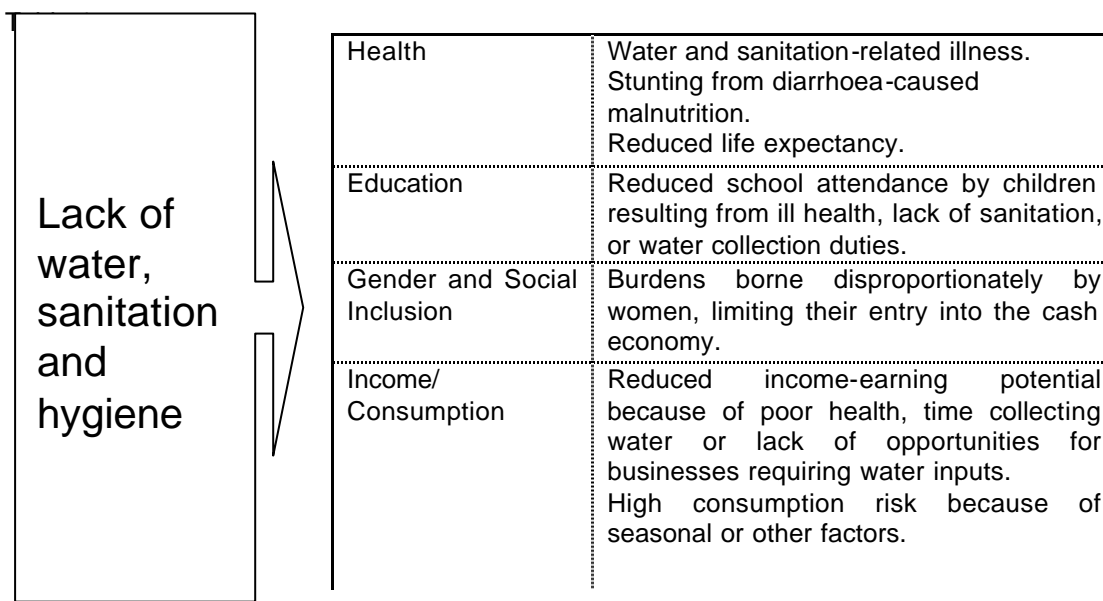 Lack of
water,
sanitation
and
hygiene
Health
Water and sanitation-related illness.
Stunting from diarrhoea-caused
malnutrition.
Reduced life expectancy.
Education
Reduced school attendance by children
resulting from ill health, lack of sanitation,
or water collection duties.
Gender and Social
Inclusion
Burdens borne disproportionately by
women, limiting their entry into the cash
economy.
Income/
Consumption
Reduced income-earning potential
because of poor health, time collecting
water or lack of opportunities for
businesses requiring water inputs.
High consumption risk because of
seasonal or other factors.